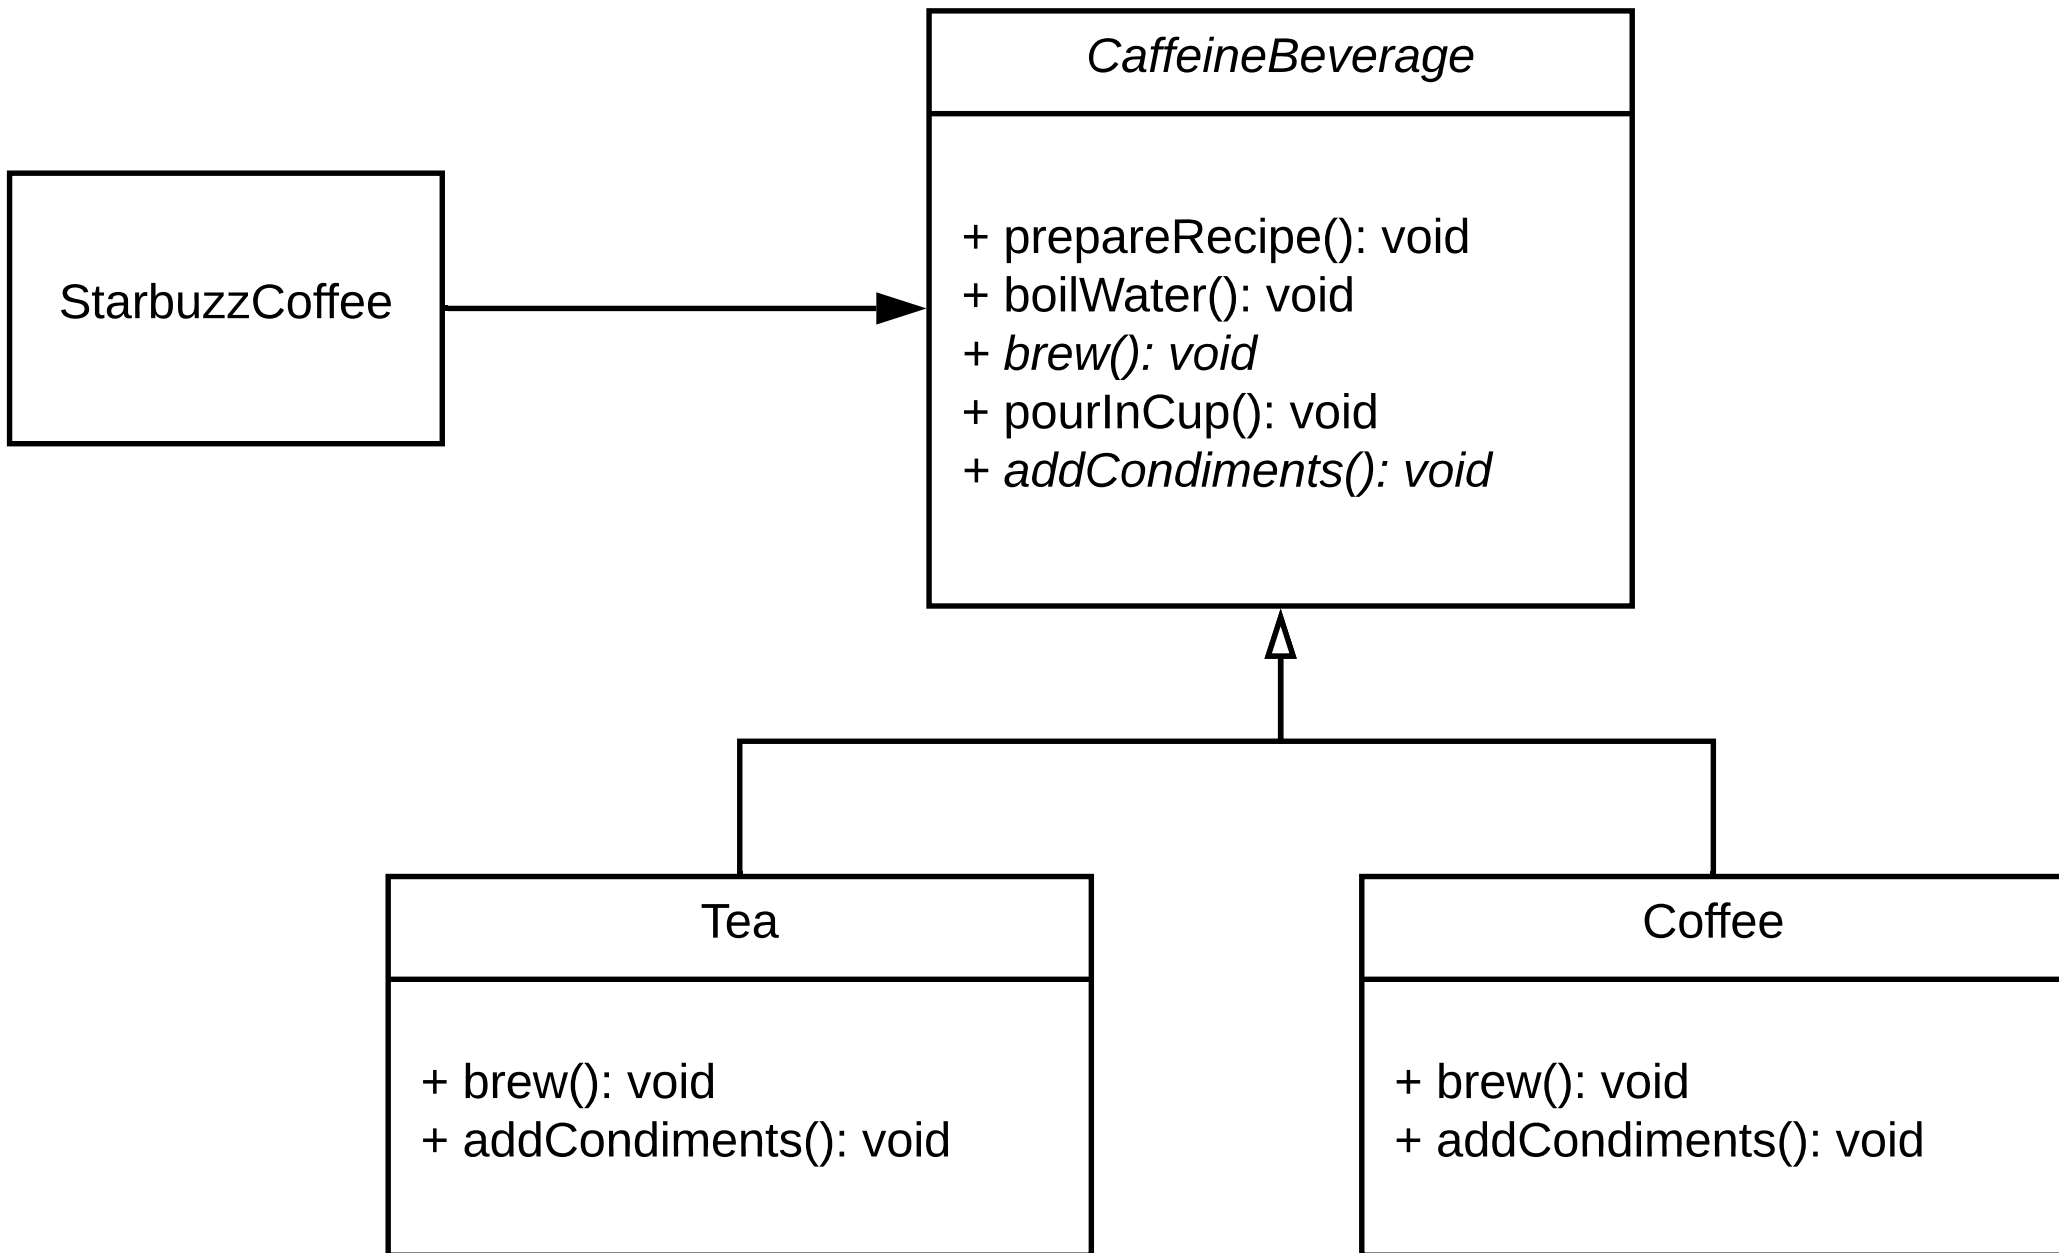 CaffeineBeverage
+ prepareRecipe(): void
+ boilWater(): void
+ brew(): void
+ pourInCup(): void
+ addCondiments(): void
StarbuzzCoffee
Tea
+ brew(): void
+ addCondiments(): void
Coffee
+ brew(): void
+ addCondiments(): void